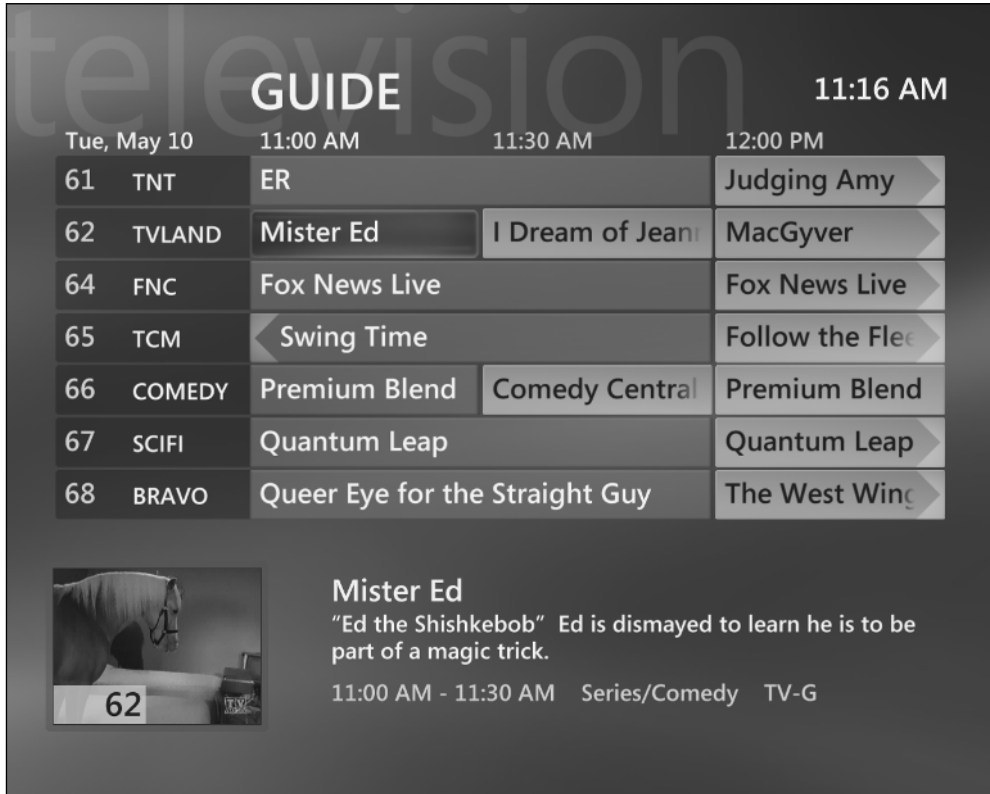 television
GUIDE 11:16 AM
Tue, May 10 11:00 AM 11:30 AM 12:00 PM
61 TNT ER Judging Amy
62 TVLAND Mister Ed I Dream of Jean MacGyver
64 FNC Fox News Live Fox News Live
65 TCM Swing Time Follow the Flee
66 COMEDY Premium Blend Comedy Central Premium Blend
67 SCIFI Quantum Leap Quantum Leap
68 BRAVO Queer Eye for the Straight Guy The West Wing
Mister Ed
“Ed the Shishkebob” Ed is dismayed to learn he is to be
part of a magic trick.
11:00 AM - 11:30 AM Series/Comedy TV-G
62
TV